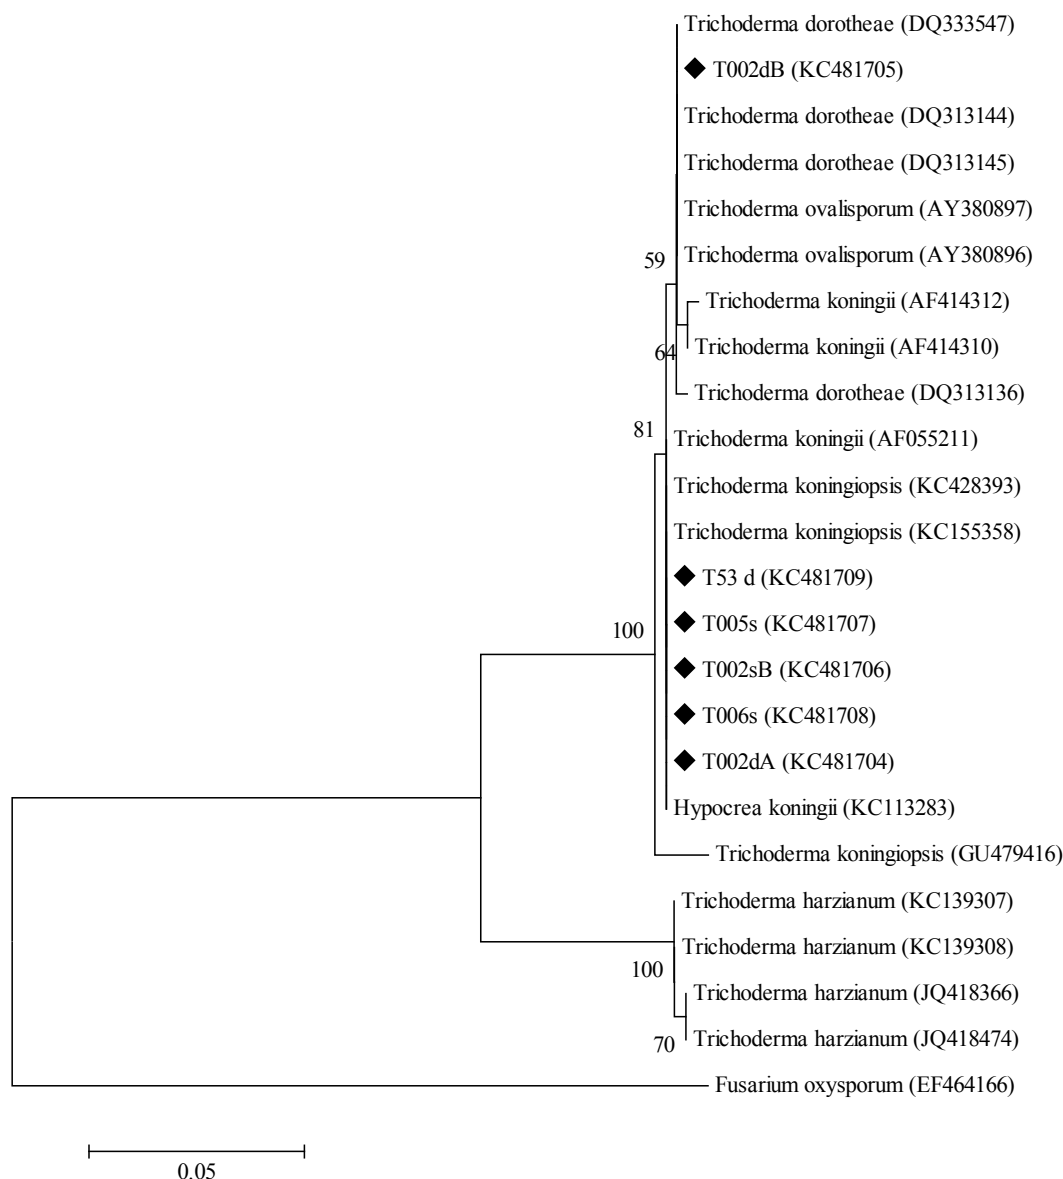 Trichoderma dorotheae (DQ333547)
T002dB (KC481705)
Trichoderma dorotheae (DQ313144)
Trichoderma dorotheae (DQ313145)
Trichoderma ovalisporum (AY380897)
Trichoderma ovalisporum (AY380896)
59
Trichoderma koningii (AF414312)
Trichoderma koningii (AF414310)
64
Trichoderma dorotheae (DQ313136)
81
Trichoderma koningii (AF055211)
Trichoderma koningiopsis (KC428393)
Trichoderma koningiopsis (KC155358)
T53 d (KC481709)
T005s (KC481707)
100
T002sB (KC481706)
T006s (KC481708)
T002dA (KC481704)
Hypocrea koningii (KC113283)
Trichoderma koningiopsis (GU479416)
Trichoderma harzianum (KC139307)
Trichoderma harzianum (KC139308)
100
Trichoderma harzianum (JQ418366)
Trichoderma harzianum (JQ418474)
70
Fusarium oxysporum (EF464166)
0.05